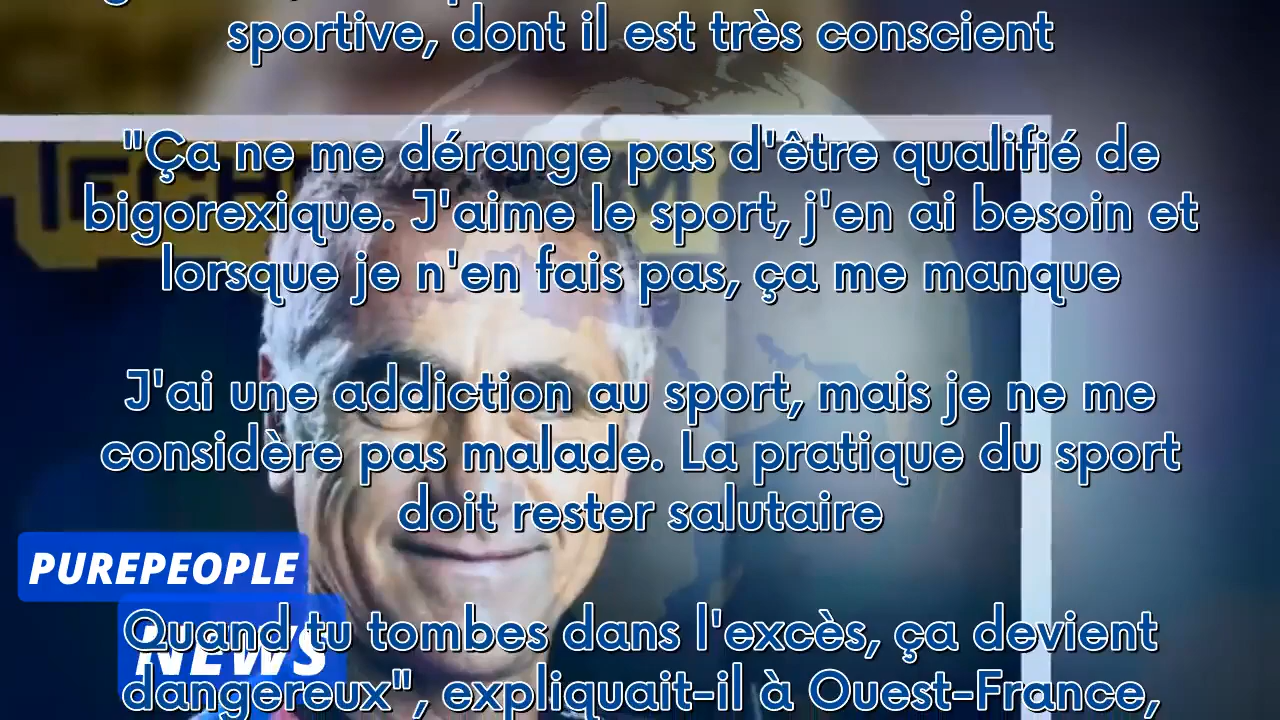 sportive, dont il est très conscient
"Ça ne me dérange pas d'être qualifié de
bigorexique. J'aime le sport, j'en ai besoin et
lorsque je n'en fais pas, ça me manque
J'ai une addiction au sport, mais je ne me
considère pas malade. La pratique du sport
doit rester salutaire
PUREPEOPLE
NEWS
Quand tu tombes dans l'excès, ça devient
dangereux", expliquait-il à Ouest-France,